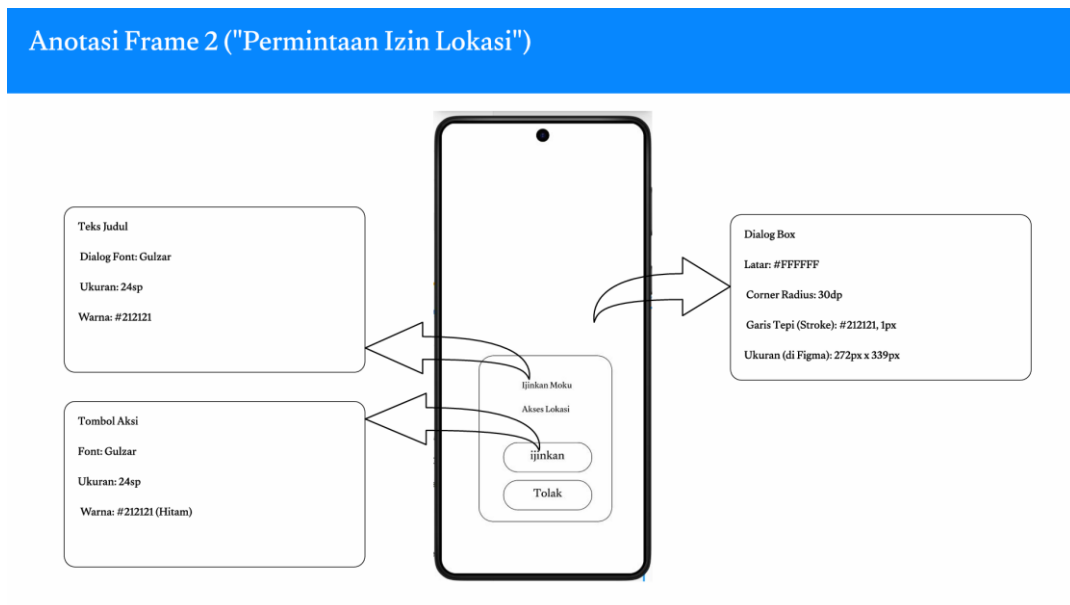 Anotasi Frame 2 ("Permintaan Izin Lokasi")
Teks Judul
Dialog Font: Gulzar
Ukuran: 24sp
Warna: #212121
Tombol Aksi
Font: Gulzar
Ukuran: 24sp
Warna: #212121 (Hitam)
Ijinkan Moku
Akses Lokasi
ijinkan
Tolak
Dialog Box
Latar: #FFFFFF
Corner Radius: 30dp
Garis Tepi (Stroke): #212121, 1px
Ukuran (di Figma): 272px x 339px